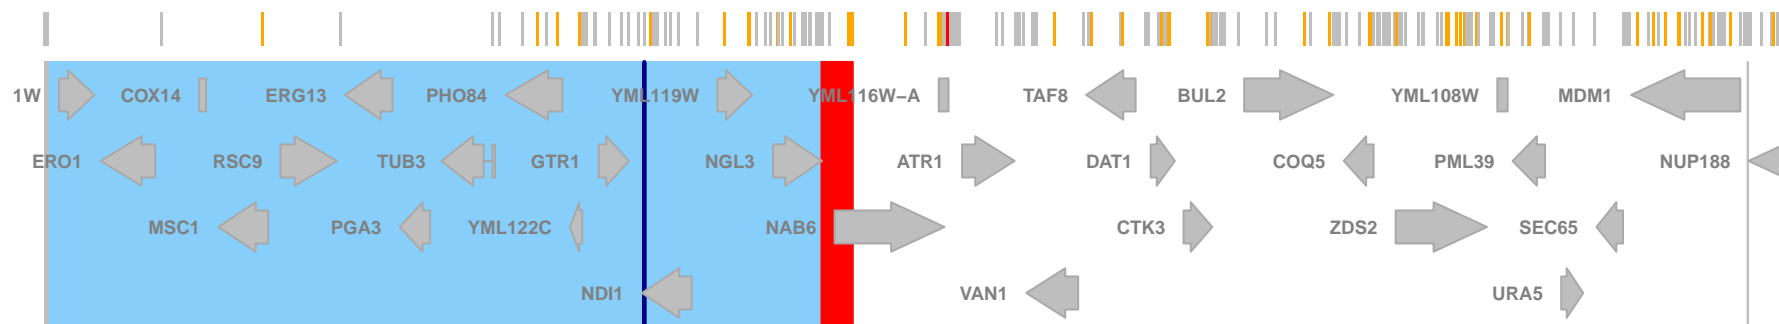 1W COX14 ERG13 PHO84 YML119W YML116W−A TAF8 BUL2 YML108W MDM1
ERO1 RSC9 TUB3 GTR1 NGL3 ATR1 DAT1 COQ5 PML39 NUP188
MSC1 PGA3 YML122C NAB6 CTK3 ZDS2 SEC65
NDI1 VAN1 URA5